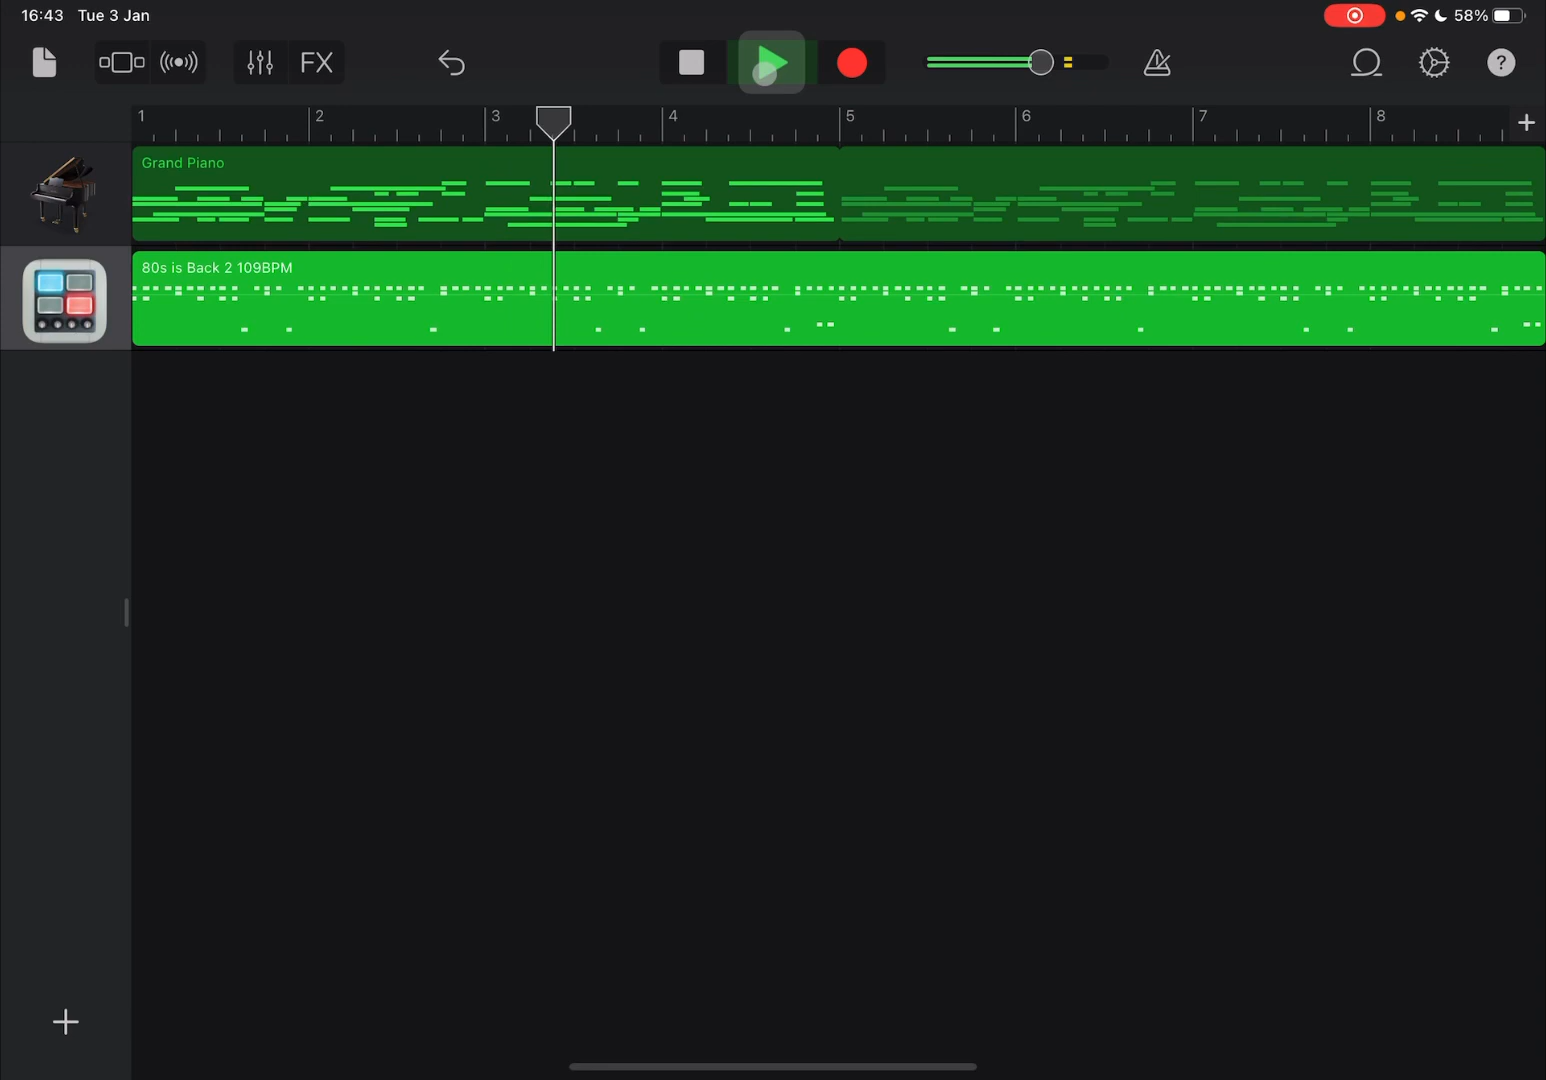 16:43 Tue 3 Jan 58%
FX ?
1 2 3 4 5 6 7 8 +
Grand Piano
80s is Back 2 109BPM
+